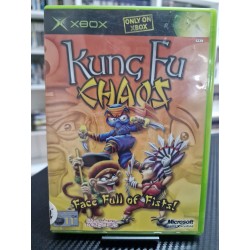 XBOX
ONLY ON
XBOX
KUNG FU
CHAOS
Face Full of Fists!
Microsoft